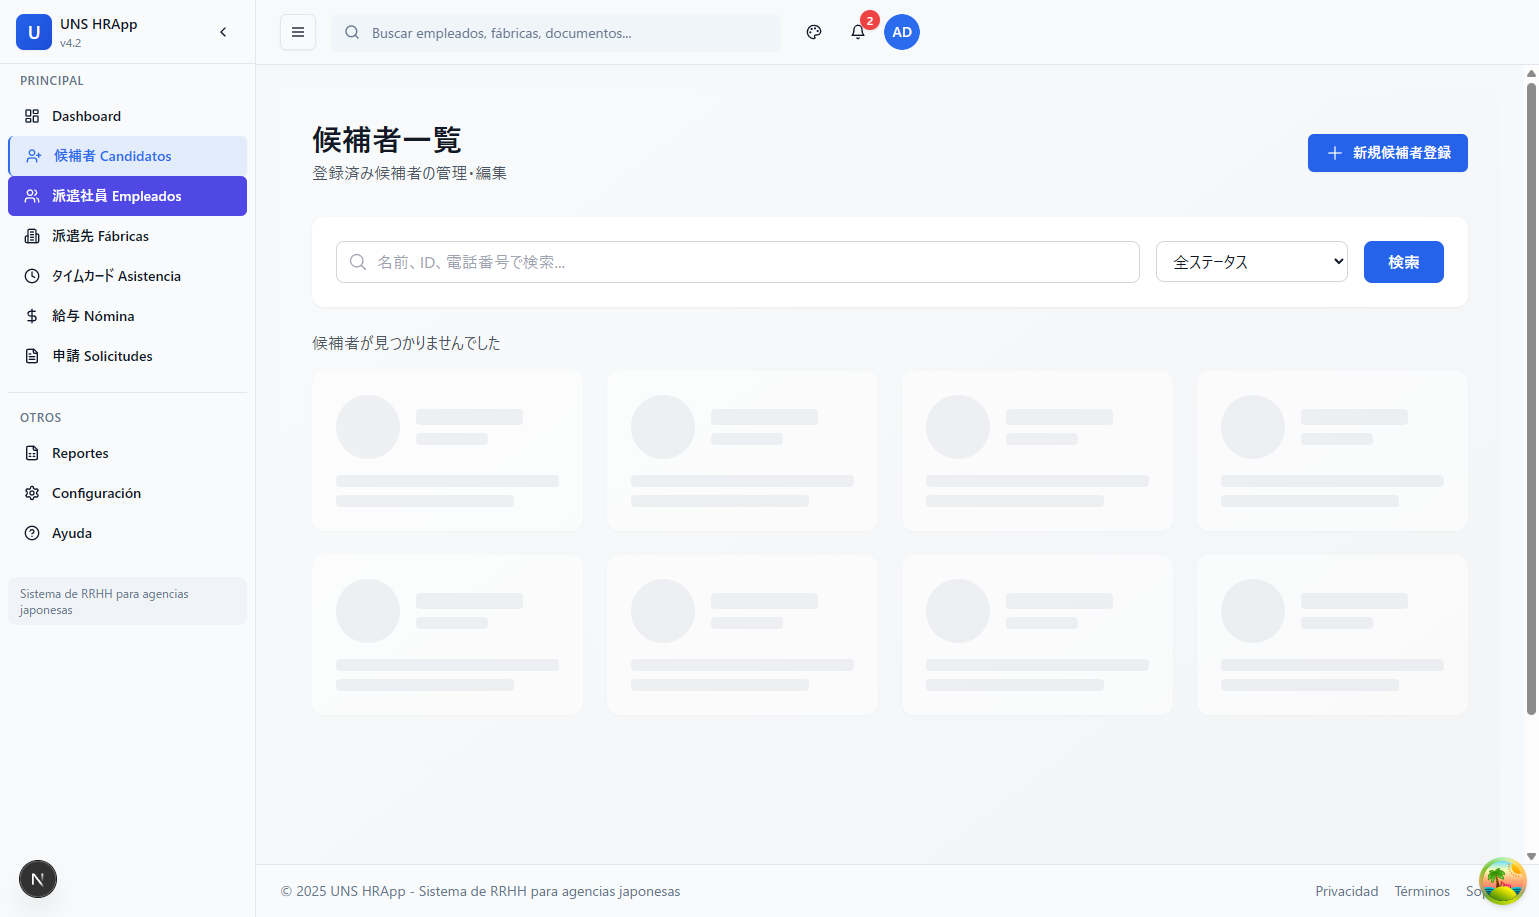 U
UNS HRApp
v4.2
Buscar empleados, fábricas, documentos...
2
AD
PRINCIPAL
Dashboard
候補者 Candidatos
派遣社員 Empleados
派遣先 Fábricas
タイムカード Asistencia
給与 Nómina
申請 Solicitudes
OTROS
Reportes
Configuración
Ayuda
Sistema de RRHH para agencias
japonesas
N
候補者一覧
登録済み候補者の管理・編集
新規候補者登録
名前、ID、電話番号で検索...
全ステータス
検索
候補者が見つかりませんでした
© 2025 UNS HRApp - Sistema de RRHH para agencias japonesas
Privacidad
Términos